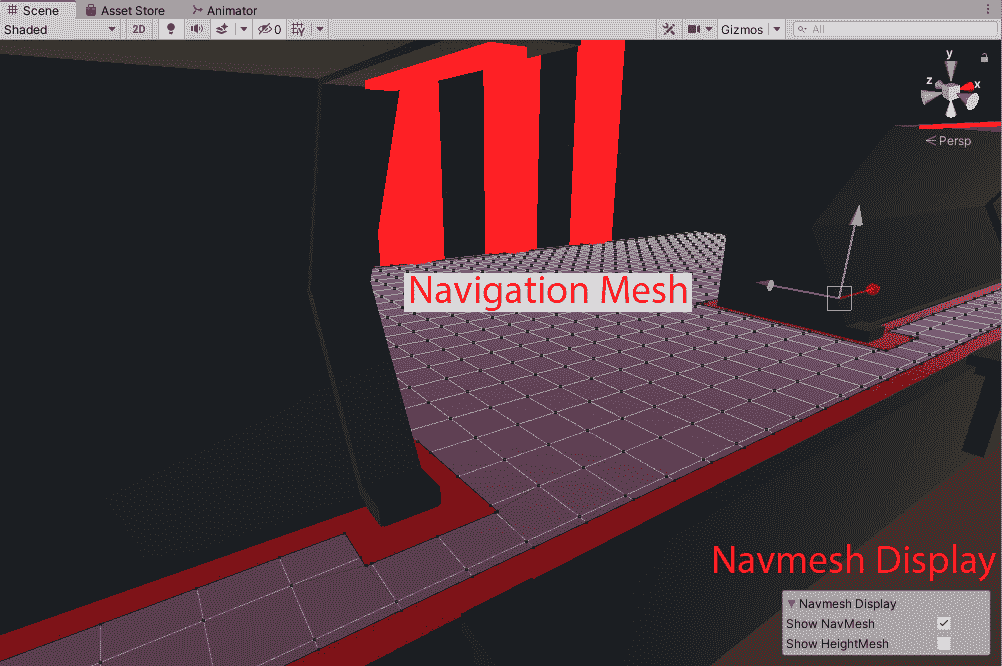 Scene Asset Store Animator
Shaded 2D 0 Gizmos All
y
z x
Persp
Navigation Mesh
Navmesh Display
Navmesh Display
Show NavMesh
Show HeightMesh